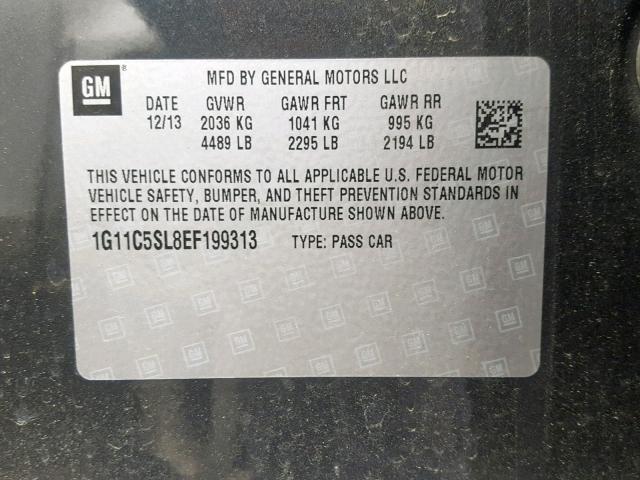 GM ® MFD BY GENERAL MOTORS LLC
DATE GVWR GAWR FRT GAWR RR
12/13 2036 KG 1041 KG 995 KG
4489 LB 2295 LB 2194 LB
THIS VEHICLE CONFORMS TO ALL APPLICABLE U.S. FEDERAL MOTOR
VEHICLE SAFETY, BUMPER, AND THEFT PREVENTION STANDARDS IN
EFFECT ON THE DATE OF MANUFACTURE SHOWN ABOVE.
1G11C5SL8EF199313 TYPE: PASS CAR